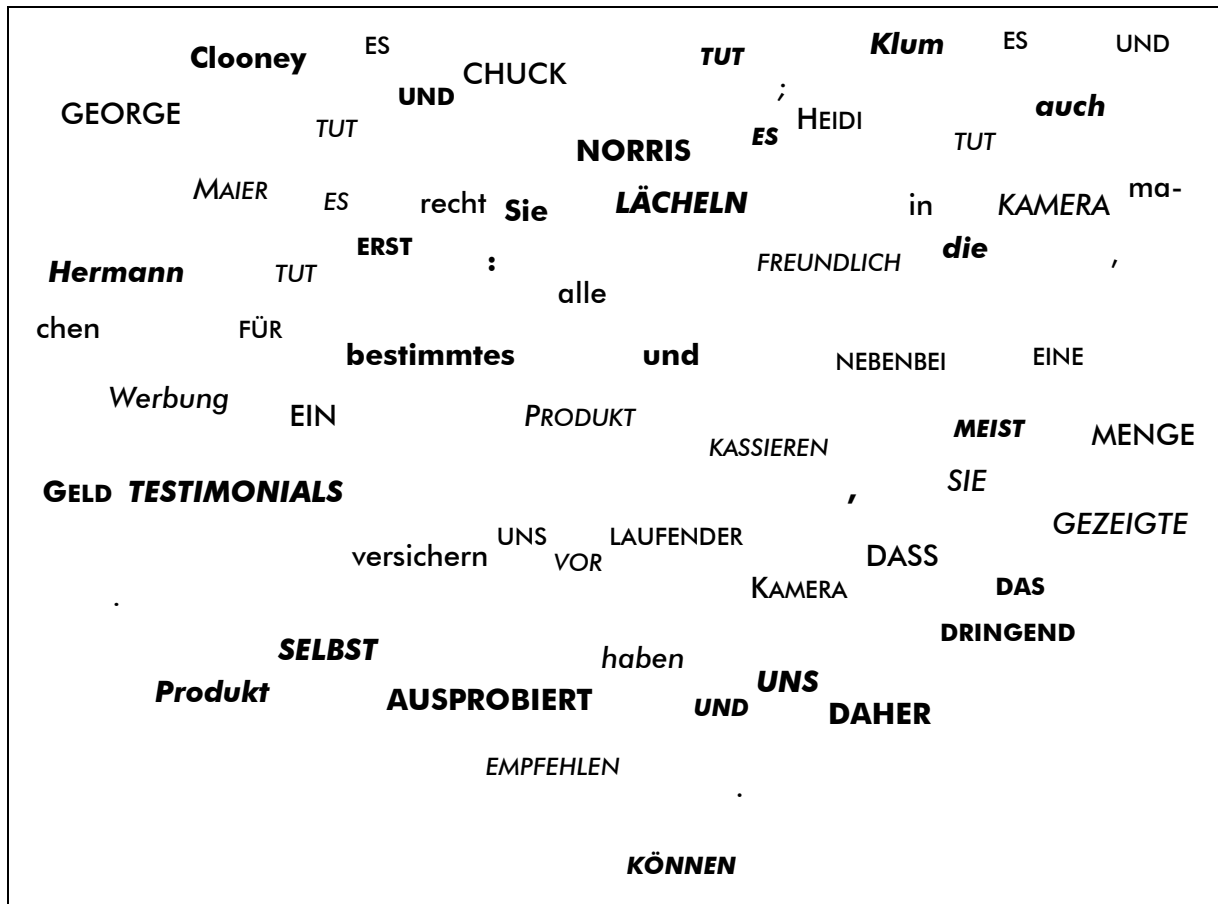 GEORGE Clooney TUT ES UND CHUCK NORRIS TUT ES; HEIDI Klum TUT ES UND auch
Hermann MAIER TUT ES ERST recht: Sie alle LÄCHELN FREUNDLICH in die KAMERA, ma-
chen Werbung FÜR EIN bestimmtes PRODUKT und KASSIEREN NEBENBEI MEIST EINE MENGE
GELD. TESTIMONIALS versichern UNS VOR LAUFENDER KAMERA, DASS SIE DAS GEZEIGTE
Produkt SELBST AUSPROBIERT haben UND UNS DAHER DRINGEND EMPFEHLEN KÖNNEN.